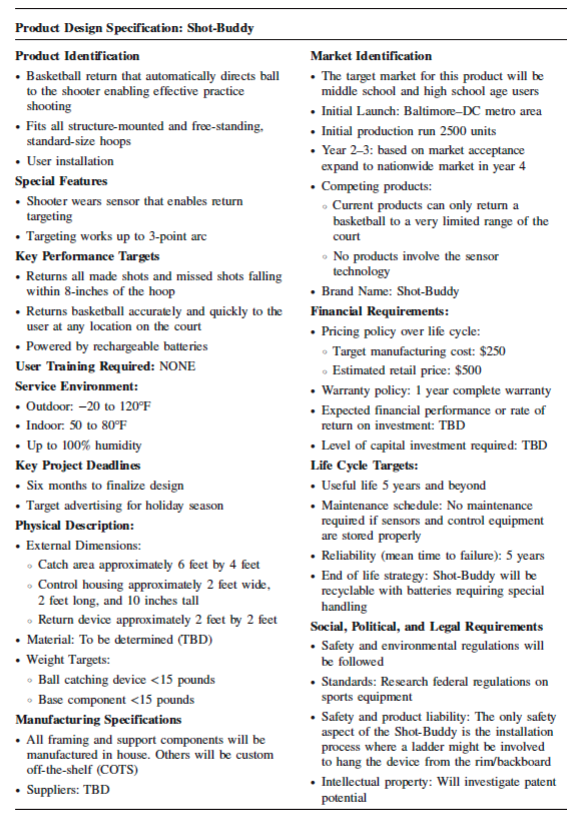 Product Design Specification: Shot-Buddy
Product Identification
• Basketball return that automatically directs ball
to the shooter enabling effective practice
shooting
• Fits all structure-mounted and free-standing,
standard-size hoops
• User installation
Special Features
• Shooter wears sensor that enables return
targeting
• Targeting works up to 3-point arc
Key Performance Targets
• Returns all made shots and missed shots falling
within 8-inches of the hoop
• Returns basketball accurately and quickly to the
user at any location on the court
• Powered by rechargeable batteries
User Training Required: NONE
Service Environment:
• Outdoor: −20 to 120°F
• Indoor: 50 to 80°F
• Up to 100% humidity
Key Project Deadlines
• Six months to finalize design
• Target advertising for holiday season
Physical Description:
• External Dimensions:
◦ Catch area approximately 6 feet by 4 feet
◦ Control housing approximately 2 feet wide,
2 feet long, and 10 inches tall
◦ Return device approximately 2 feet by 2 feet
• Material: To be determined (TBD)
• Weight Targets:
◦ Ball catching device <15 pounds
◦ Base component <15 pounds
Manufacturing Specifications
• All framing and support components will be
manufactured in house. Others will be custom
off-the-shelf (COTS)
• Suppliers: TBD
Market Identification
• The target market for this product will be
middle school and high school age users
• Initial Launch: Baltimore–DC metro area
• Initial production run 2500 units
• Year 2–3: based on market acceptance
expand to nationwide market in year 4
• Competing products:
◦ Current products can only return a
basketball to a very limited range of the
court
◦ No products involve the sensor
technology
• Brand Name: Shot-Buddy
Financial Requirements:
• Pricing policy over life cycle:
◦ Target manufacturing cost: $250
◦ Estimated retail price: $500
• Warranty policy: 1 year complete warranty
• Expected financial performance or rate of
return on investment: TBD
• Level of capital investment required: TBD
Life Cycle Targets:
• Useful life 5 years and beyond
• Maintenance schedule: No maintenance
required if sensors and control equipment
are stored properly
• Reliability (mean time to failure): 5 years
• End of life strategy: Shot-Buddy will be
recyclable with batteries requiring special
handling
Social, Political, and Legal Requirements
• Safety and environmental regulations will
be followed
• Standards: Research federal regulations on
sports equipment
• Safety and product liability: The only safety
aspect of the Shot-Buddy is the installation
process where a ladder might be involved
to hang the device from the rim/backboard
• Intellectual property: Will investigate patent
potential